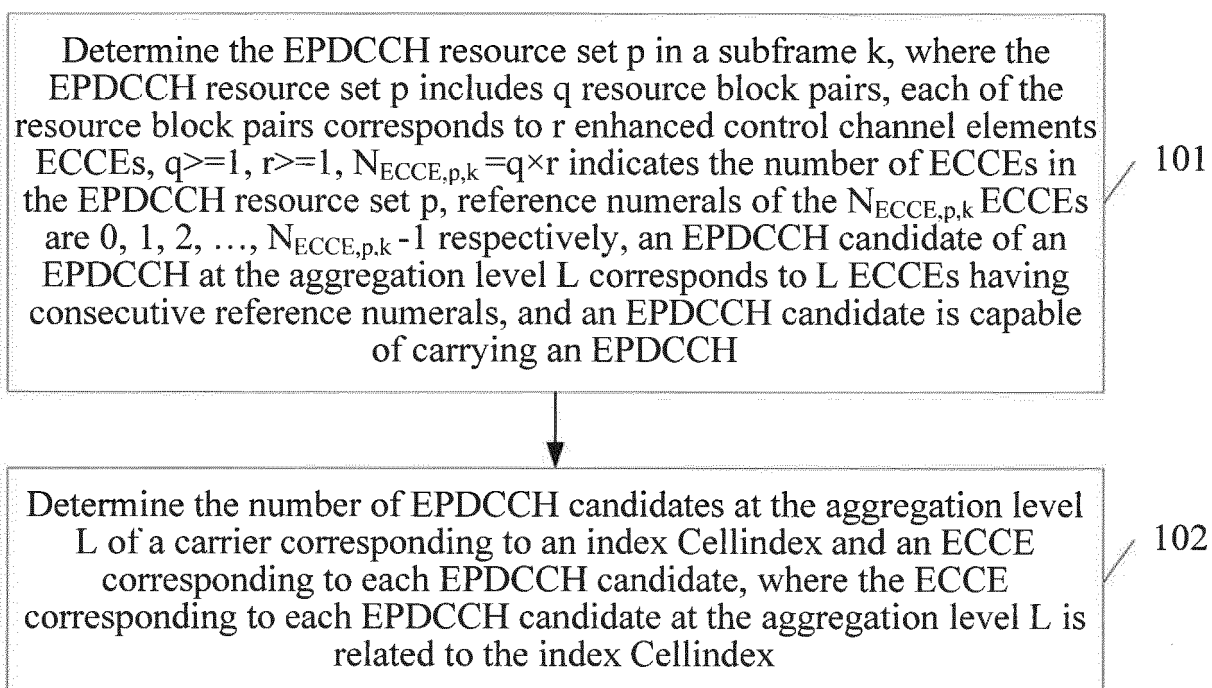 Determine the EPDCCH resource set p in a subframe k, where the
EPDCCH resource set p includes q resource block pairs, each of the
resource block pairs corresponds to r enhanced control channel elements
ECCEs, q>=1, r>=1, N_ECCE,p,k=q×r indicates the number of ECCEs in
the EPDCCH resource set p, reference numerals of the N_ECCE,p,k ECCEs
are 0, 1, 2, ..., N_ECCE,p,k -1 respectively, an EPDCCH candidate of an
EPDCCH at the aggregation level L corresponds to L ECCEs having
consecutive reference numerals, and an EPDCCH candidate is capable
of carrying an EPDCCH
101
Determine the number of EPDCCH candidates at the aggregation level
L of a carrier corresponding to an index Cellindex and an ECCE
corresponding to each EPDCCH candidate, where the ECCE
corresponding to each EPDCCH candidate at the aggregation level L is
related to the index Cellindex
102